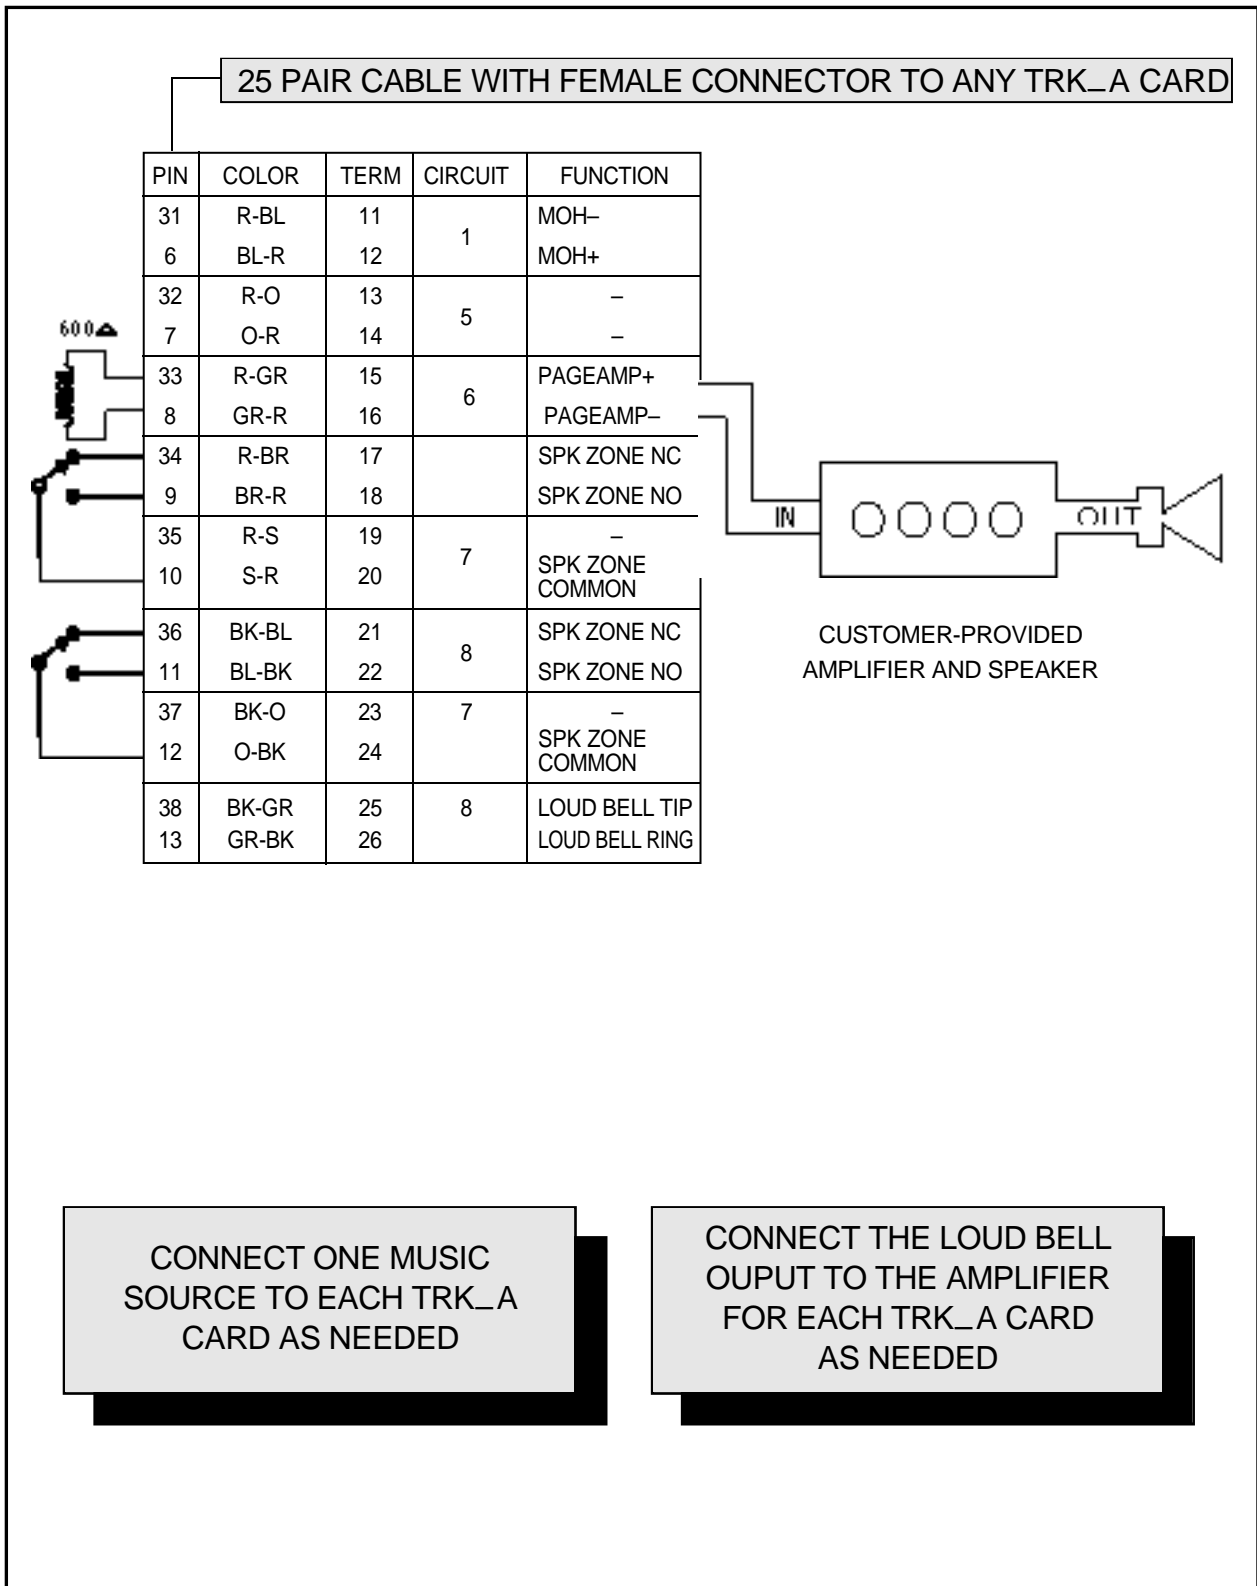 25 PAIR CABLE WITH FEMALE CONNECTOR TO ANY TRK_A CARD
PIN COLOR TERM CIRCUIT FUNCTION
31 R-BL 11 1 MOH–
6 BL-R 12 MOH+
32 R-O 13 5 –
7 O-R 14 –
600
33 R-GR 15 6 PAGEAMP+
8 GR-R 16 PAGEAMP–
34 R-BR 17 SPK ZONE NC
9 BR-R 18 SPK ZONE NO
35 R-S 19 7 –
10 S-R 20 SPK ZONE
COMMON
36 BK-BL 21 8 SPK ZONE NC
11 BL-BK 22 SPK ZONE NO
37 BK-O 23 7 –
12 O-BK 24 SPK ZONE
COMMON
38 BK-GR 25 8 LOUD BELL TIP
13 GR-BK 26 LOUD BELL RING
IN OUT
CUSTOMER-PROVIDED
AMPLIFIER AND SPEAKER
CONNECT ONE MUSIC
SOURCE TO EACH TRK_A
CARD AS NEEDED
CONNECT THE LOUD BELL
OUPUT TO THE AMPLIFIER
FOR EACH TRK_A CARD
AS NEEDED